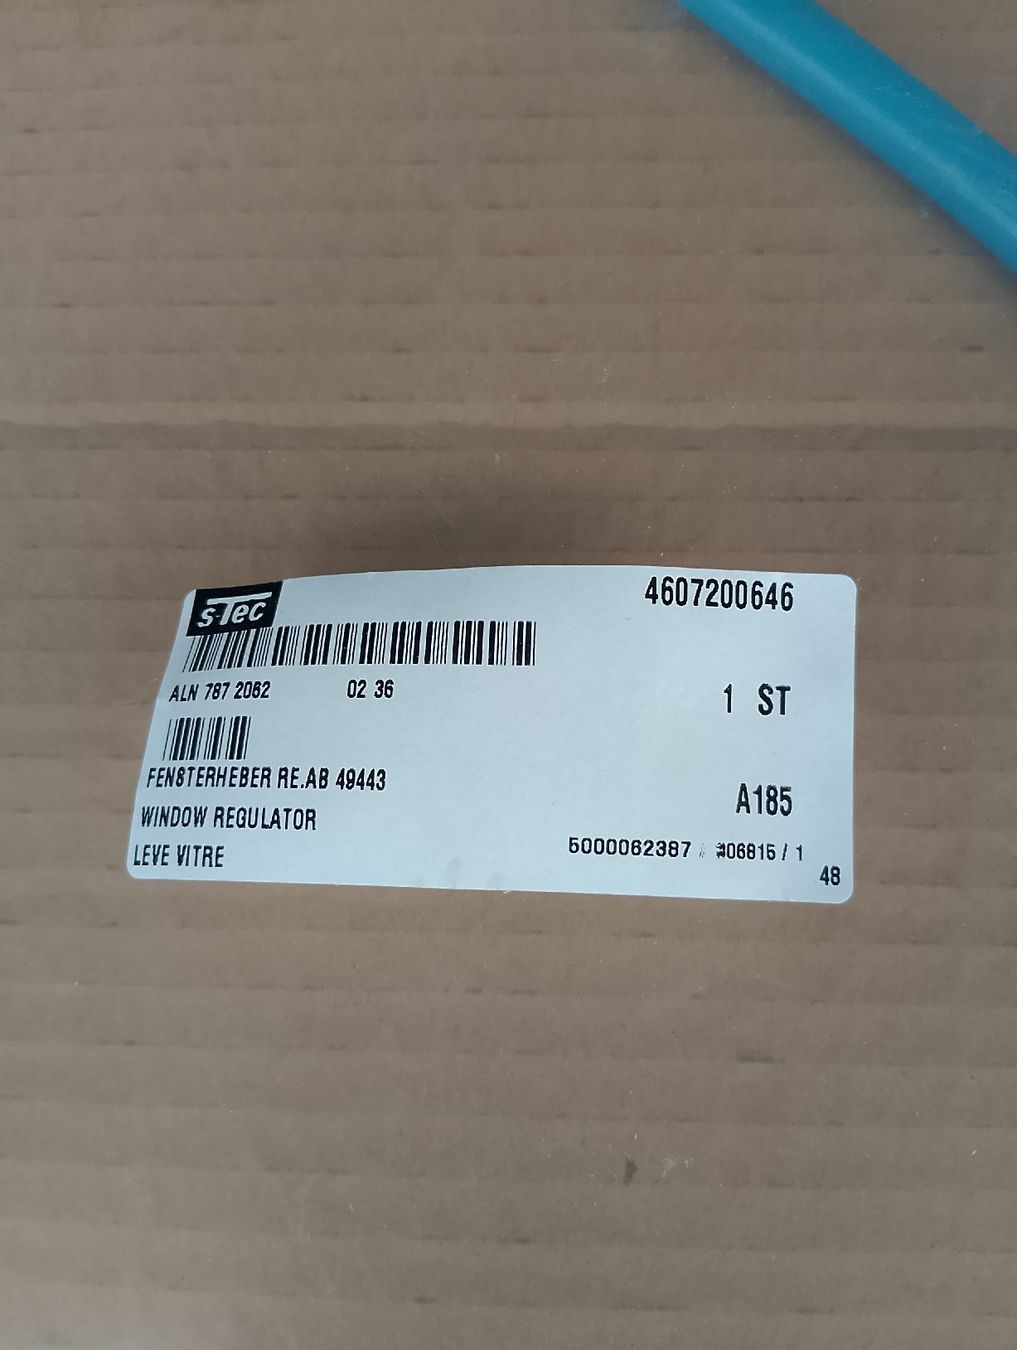 s-Tec
4607200646
ALN 787 2062 02 36
1 ST
FENSTERHEBER RE.AB 49443
A185
WINDOW REGULATOR
5000062387 06815 / 1
LEVE VITRE
48